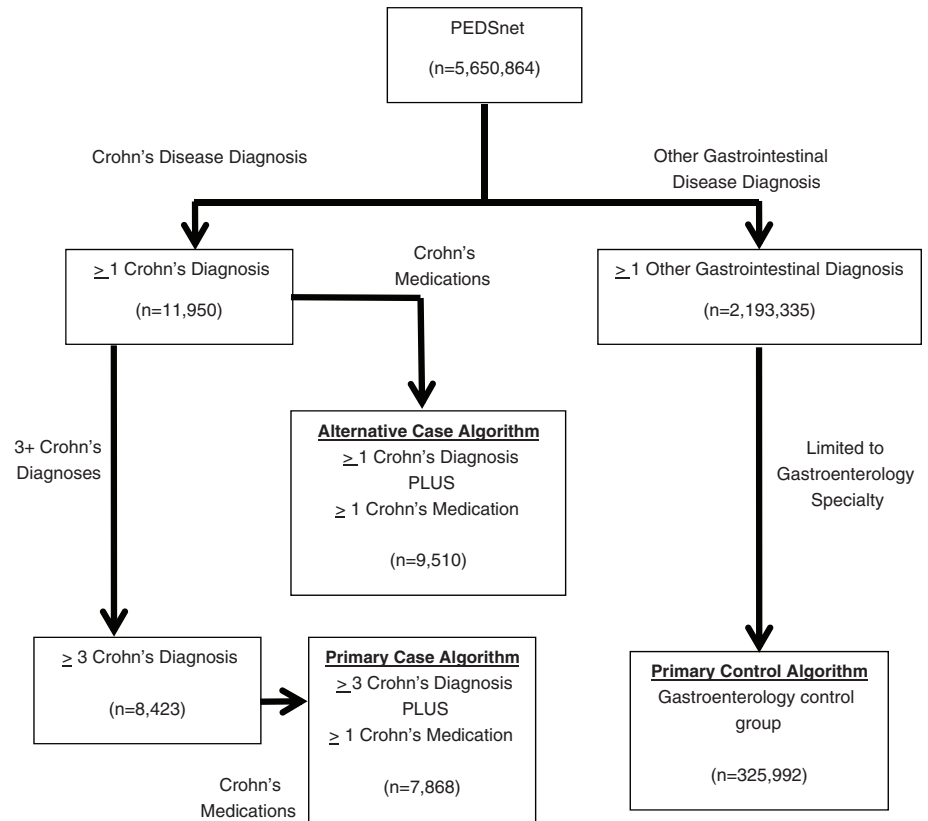 PEDSnet
(n=5,650,864)
Crohn's Disease Diagnosis
Other Gastrointestinal
Disease Diagnosis
≥ 1 Crohn's Diagnosis
(n=11,950)
Crohn's
Medications
≥ 1 Other Gastrointestinal Diagnosis
(n=2,193,335)
3+ Crohn's
Diagnoses
Alternative Case Algorithm
≥ 1 Crohn's Diagnosis
PLUS
≥ 1 Crohn's Medication
(n=9,510)
Limited to
Gastroenterology
Specialty
≥ 3 Crohn's Diagnosis
(n=8,423)
Crohn's
Medications
Primary Case Algorithm
≥ 3 Crohn's Diagnosis
PLUS
≥ 1 Crohn's Medication
(n=7,868)
Primary Control Algorithm
Gastroenterology control
group
(n=325,992)